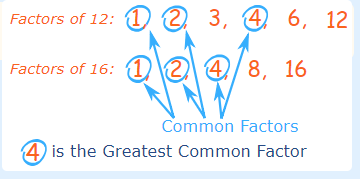 Factors of 12: 1, 2, 3, 4, 6, 12
Factors of 16: 1, 2, 4, 8, 16
Common Factors
4 is the Greatest Common Factor